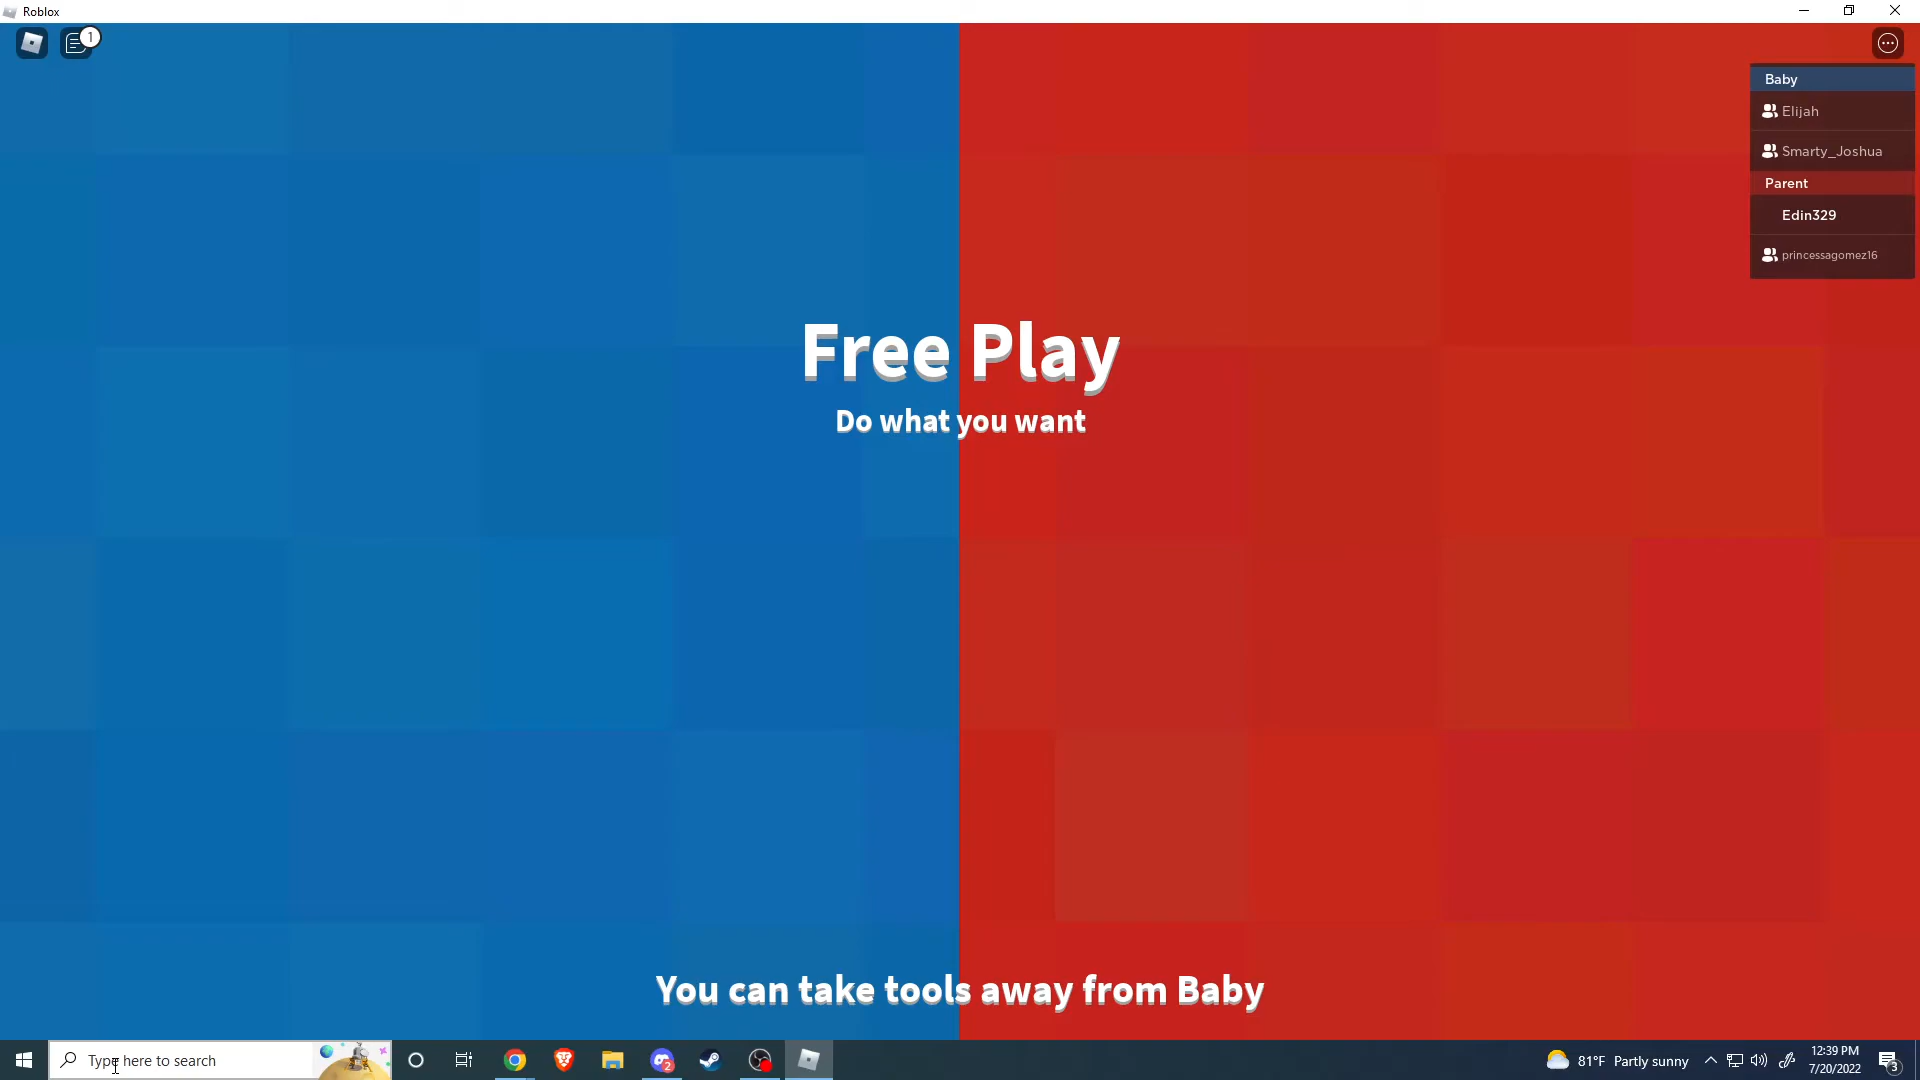 Roblox
1
Baby
Elijah
Smarty_Joshua
Parent
Edin329
princessagomez16
Free Play
Do what you want
You can take tools away from Baby
Type here to search
2
81°F Partly sunny
12:39 PM
7/20/2022
3